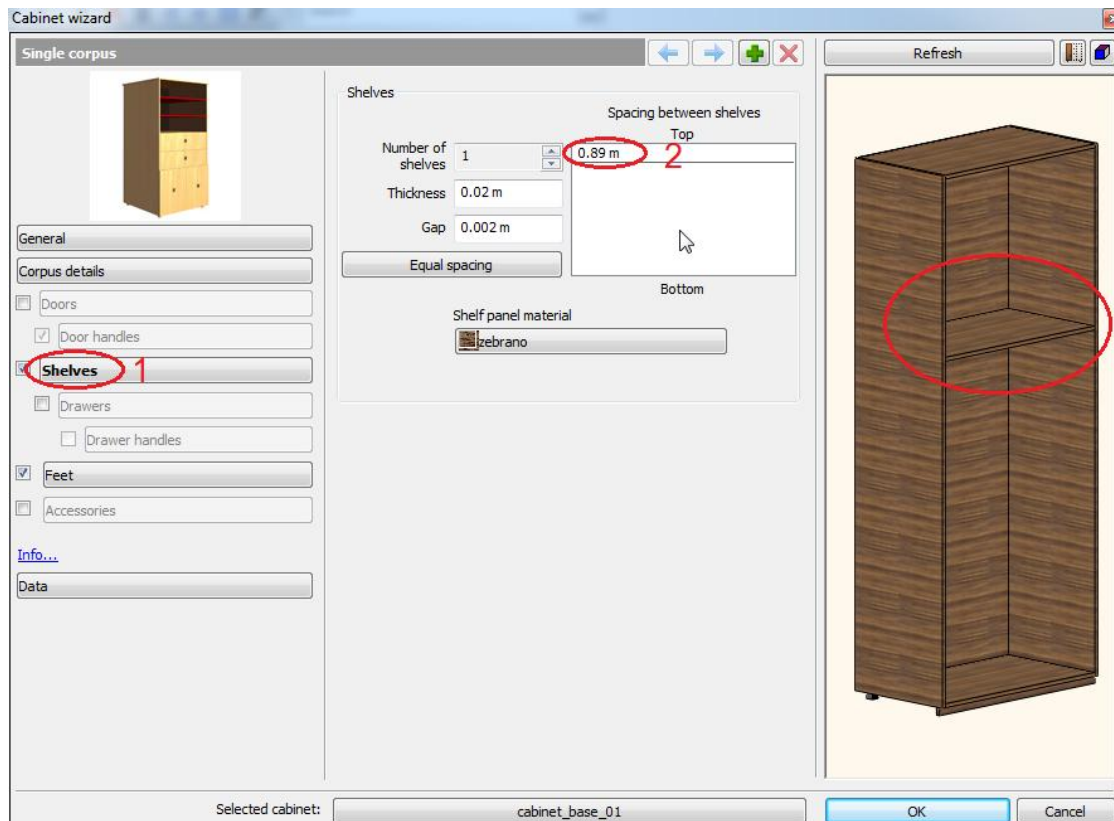 Cabinet wizard
Single corpus
Refresh
Shelves
Spacing between shelves
Top
Number of
shelves
1
0.89 m
2
Thickness
0.02 m
Gap
0.002 m
General
Equal spacing
Corpus details
Bottom
Doors
Shelf panel material
Door handles
zebrano
Shelves
1
Drawers
Drawer handles
Feet
Accessories
Info...
Data
Selected cabinet:
cabinet_base_01
OK
Cancel